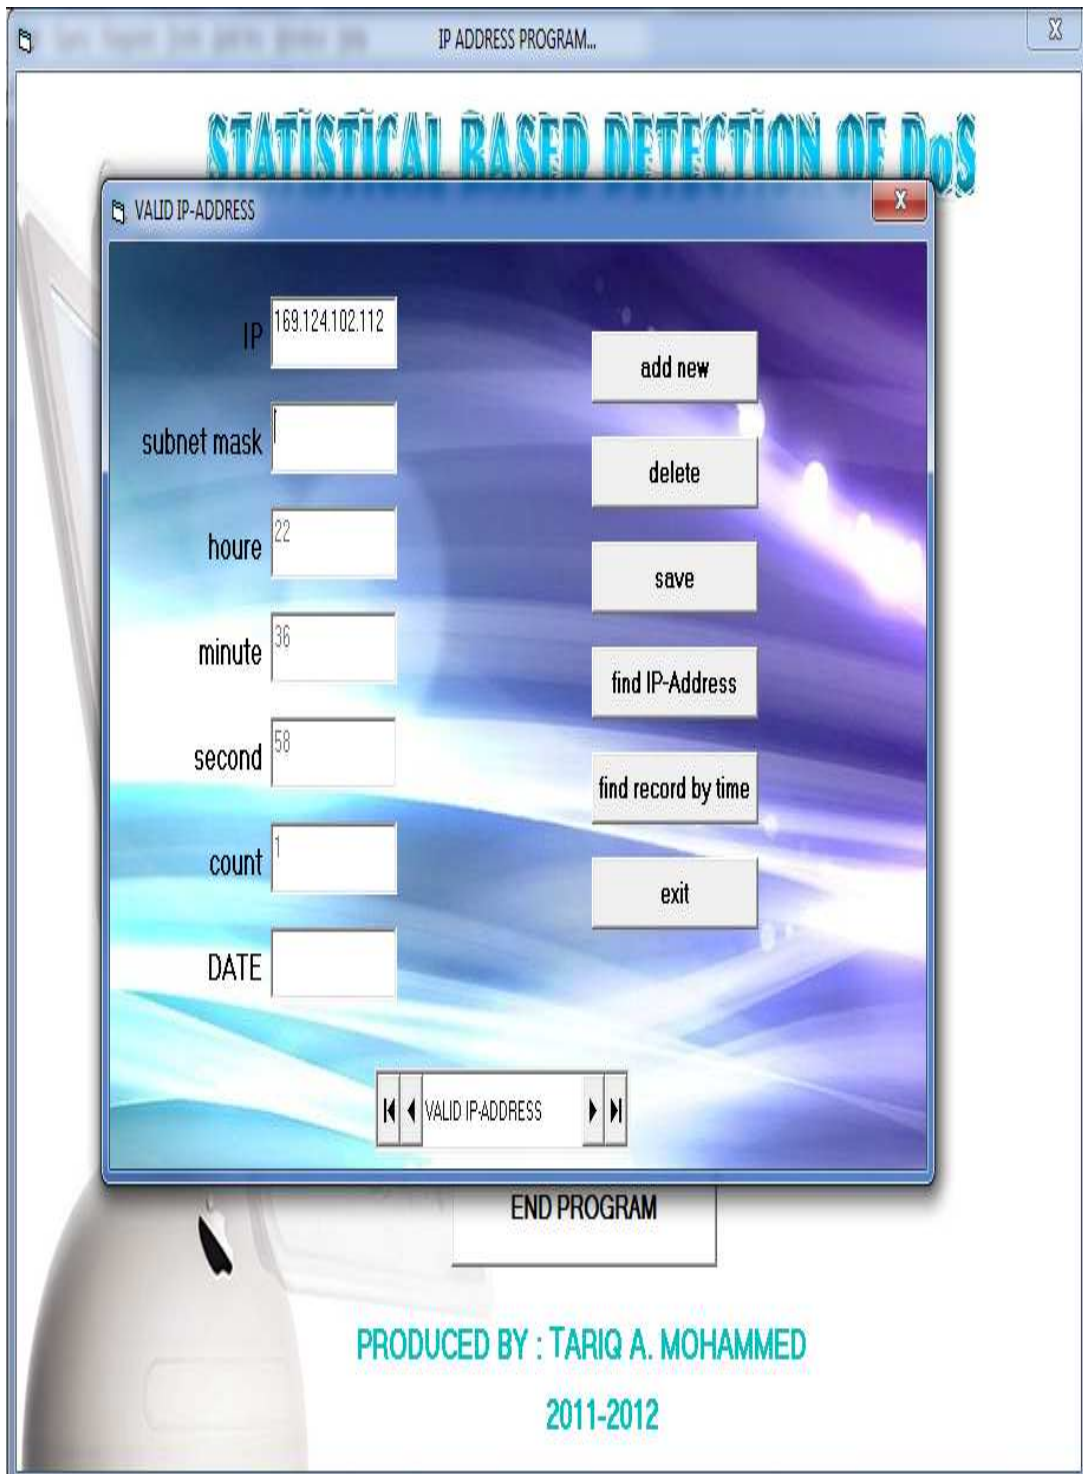 IP ADDRESS PROGRAM...
STATISTICAL BASED DETECTION OF DoS
VALID IP-ADDRESS
IP 169.124.102.112
subnet mask
houre 22
minute 36
second 58
count 1
DATE
add new
delete
save
find IP-Address
find record by time
exit
VALID IP-ADDRESS
END PROGRAM
PRODUCED BY : TARIQ A. MOHAMMED
2011-2012